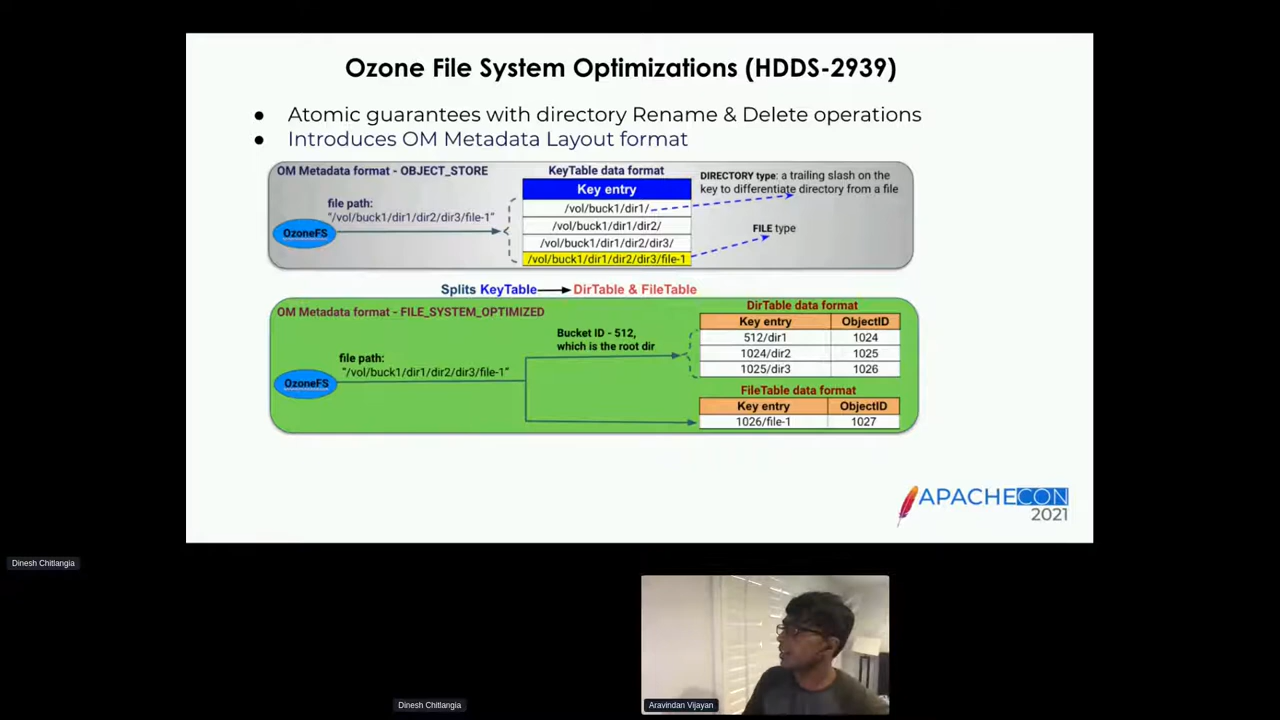 Ozone File System Optimizations (HDDS-2939)
● Atomic guarantees with directory Rename & Delete operations
● Introduces OM Metadata Layout format
OM Metadata format - OBJECT_STORE
file path:
"/vol/buck1/dir1/dir2/dir3/file-1"
OzoneFS
KeyTable data format
Key entry
/vol/buck1/dir1/
/vol/buck1/dir1/dir2/
/vol/buck1/dir1/dir2/dir3/
/vol/buck1/dir1/dir2/dir3/file-1
DIRECTORY type: a trailing slash on the
key to differentiate directory from a file
FILE type
Splits KeyTable DirTable & FileTable
OM Metadata format - FILE_SYSTEM_OPTIMIZED
file path:
"/vol/buck1/dir1/dir2/dir3/file-1"
OzoneFS
Bucket ID - 512,
which is the root dir
DirTable data format
Key entry ObjectID
512/dir1 1024
1024/dir2 1025
1025/dir3 1026
FileTable data format
Key entry ObjectID
1026/file-1 1027
APACHECON
2021
Dinesh Chitlangia
Dinesh Chitlangia
Aravindan Vijayan